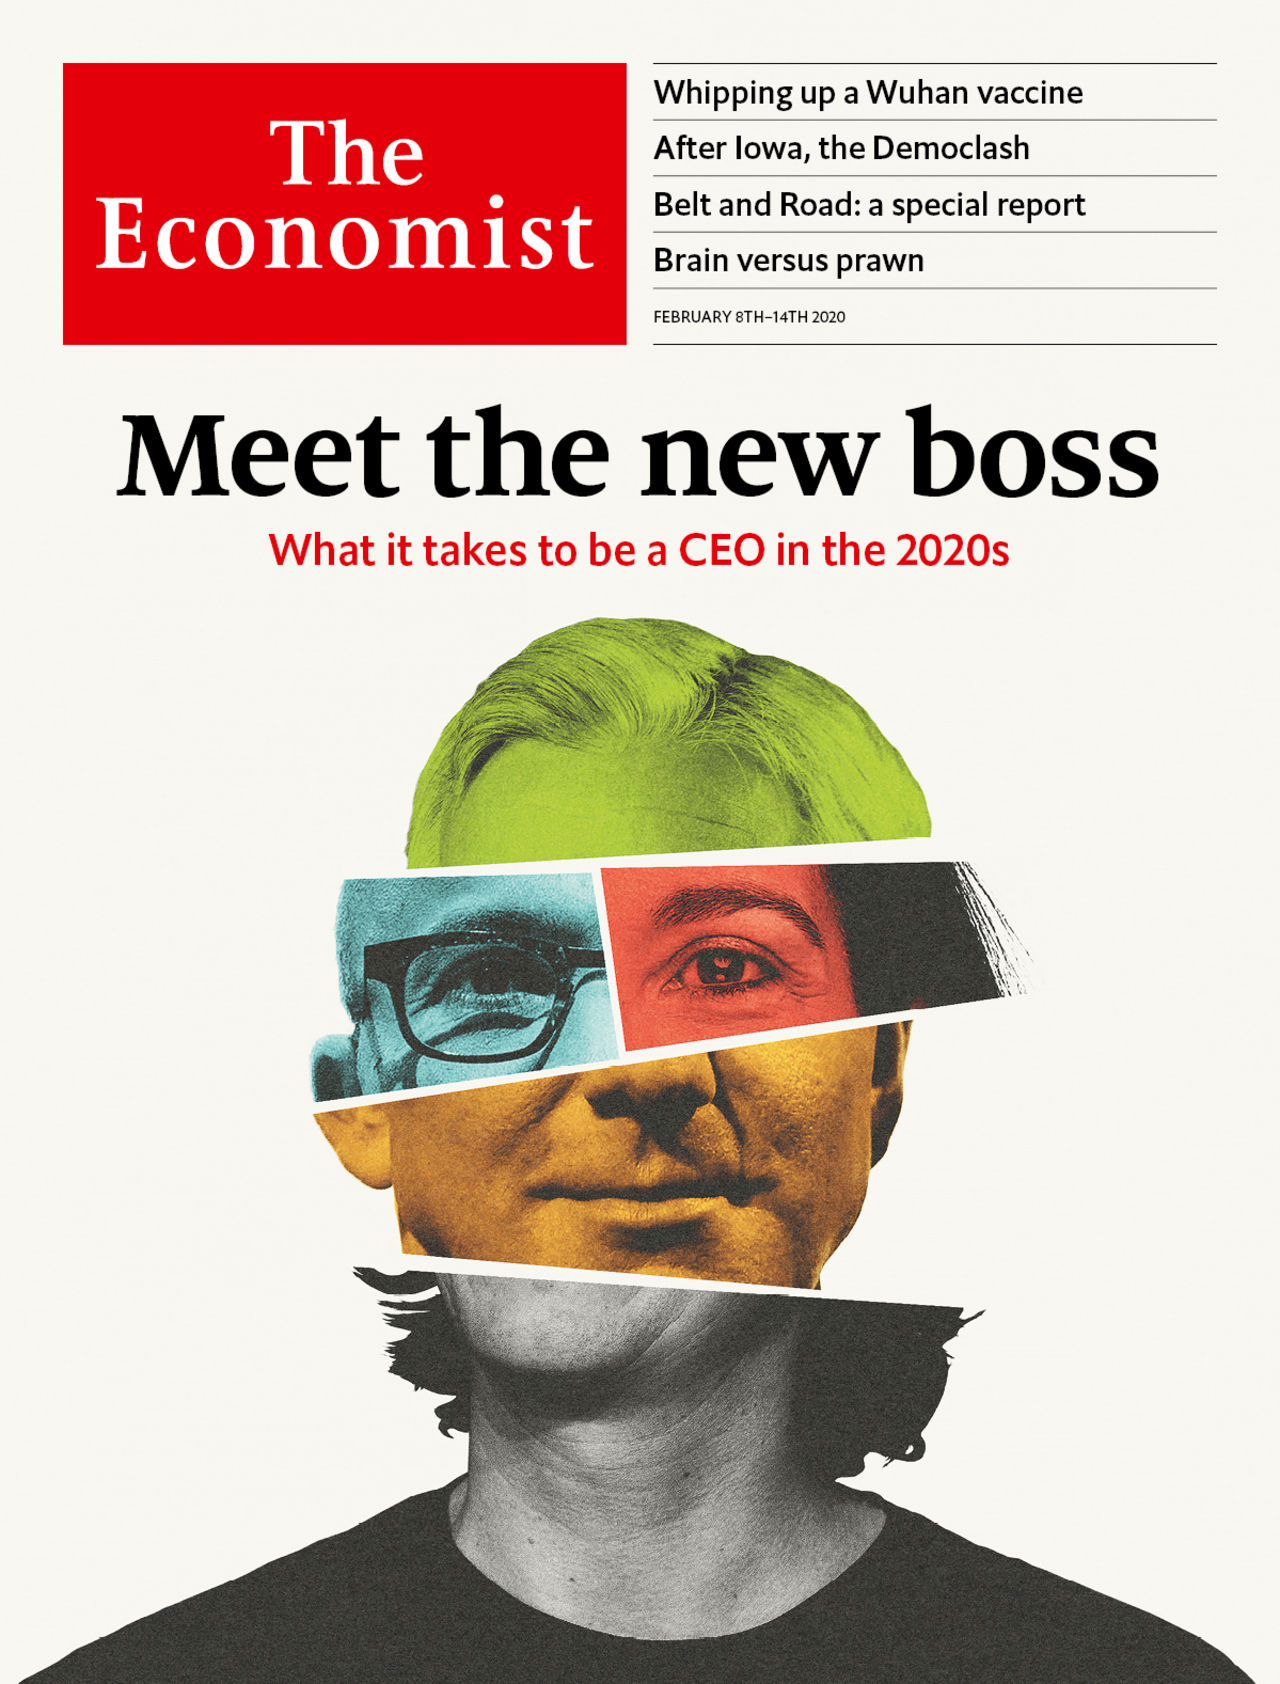 The
Economist
Whipping up a Wuhan vaccine
After Iowa, the Democlash
Belt and Road: a special report
Brain versus prawn
FEBRUARY 8TH–14TH 2020
Meet the new boss
What it takes to be a CEO in the 2020s